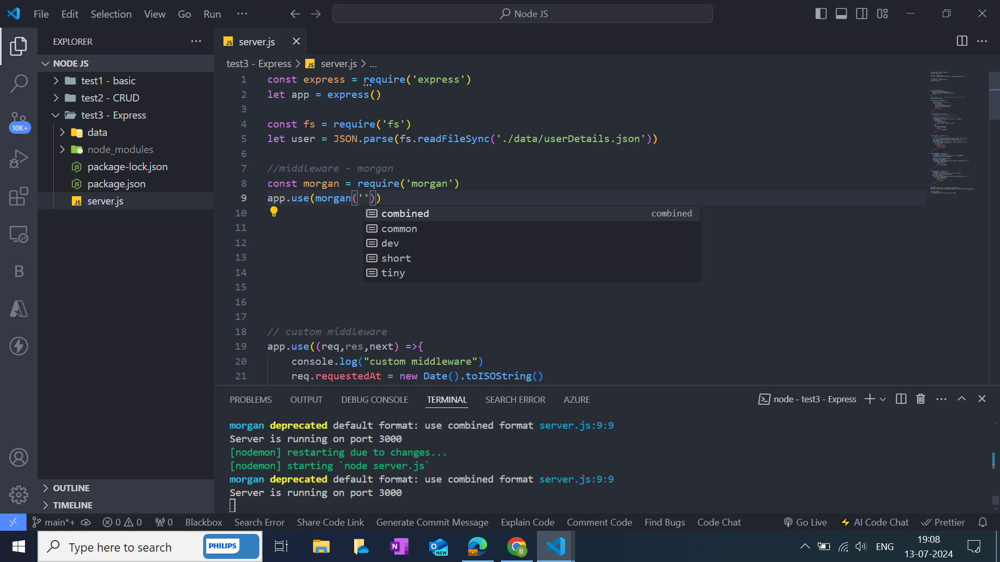 File Edit Selection View Go Run ··· Node JS
EXPLORER ···
NODE JS
test1 - basic
test2 - CRUD
test3 - Express
data
node_modules
package-lock.json
package.json
server.js
OUTLINE
TIMELINE
10K+
B
JS server.js
test3 - Express > JS server.js > ...
1 const express = require('express')
2 let app = express()
3
4 const fs = require('fs')
5 let user = JSON.parse(fs.readFileSync('./data/userDetails.json'))
6
7 //middleware - morgan
8 const morgan = require('morgan')
9 app.use(morgan(''))
10
11
12
13
14
15
16
17
18 // custom middleware
19 app.use((req,res,next) =>{
20 console.log("custom middleware")
21 req.requestedAt = new Date().toISOString()
combined combined
common
dev
short
tiny
PROBLEMS OUTPUT DEBUG CONSOLE TERMINAL SEARCH ERROR AZURE node - test3 - Express
morgan deprecated default format: use combined format server.js:9:9
Server is running on port 3000
[nodemon] restarting due to changes...
[nodemon] starting `node server.js`
morgan deprecated default format: use combined format server.js:9:9
Server is running on port 3000
main*+ 0 0 0 Blackbox Search Error Share Code Link Generate Commit Message Explain Code Comment Code Find Bugs Code Chat Go Live AI Code Chat Prettier
Type here to search PHILIPS N NEW B ENG 19:08
13-07-2024